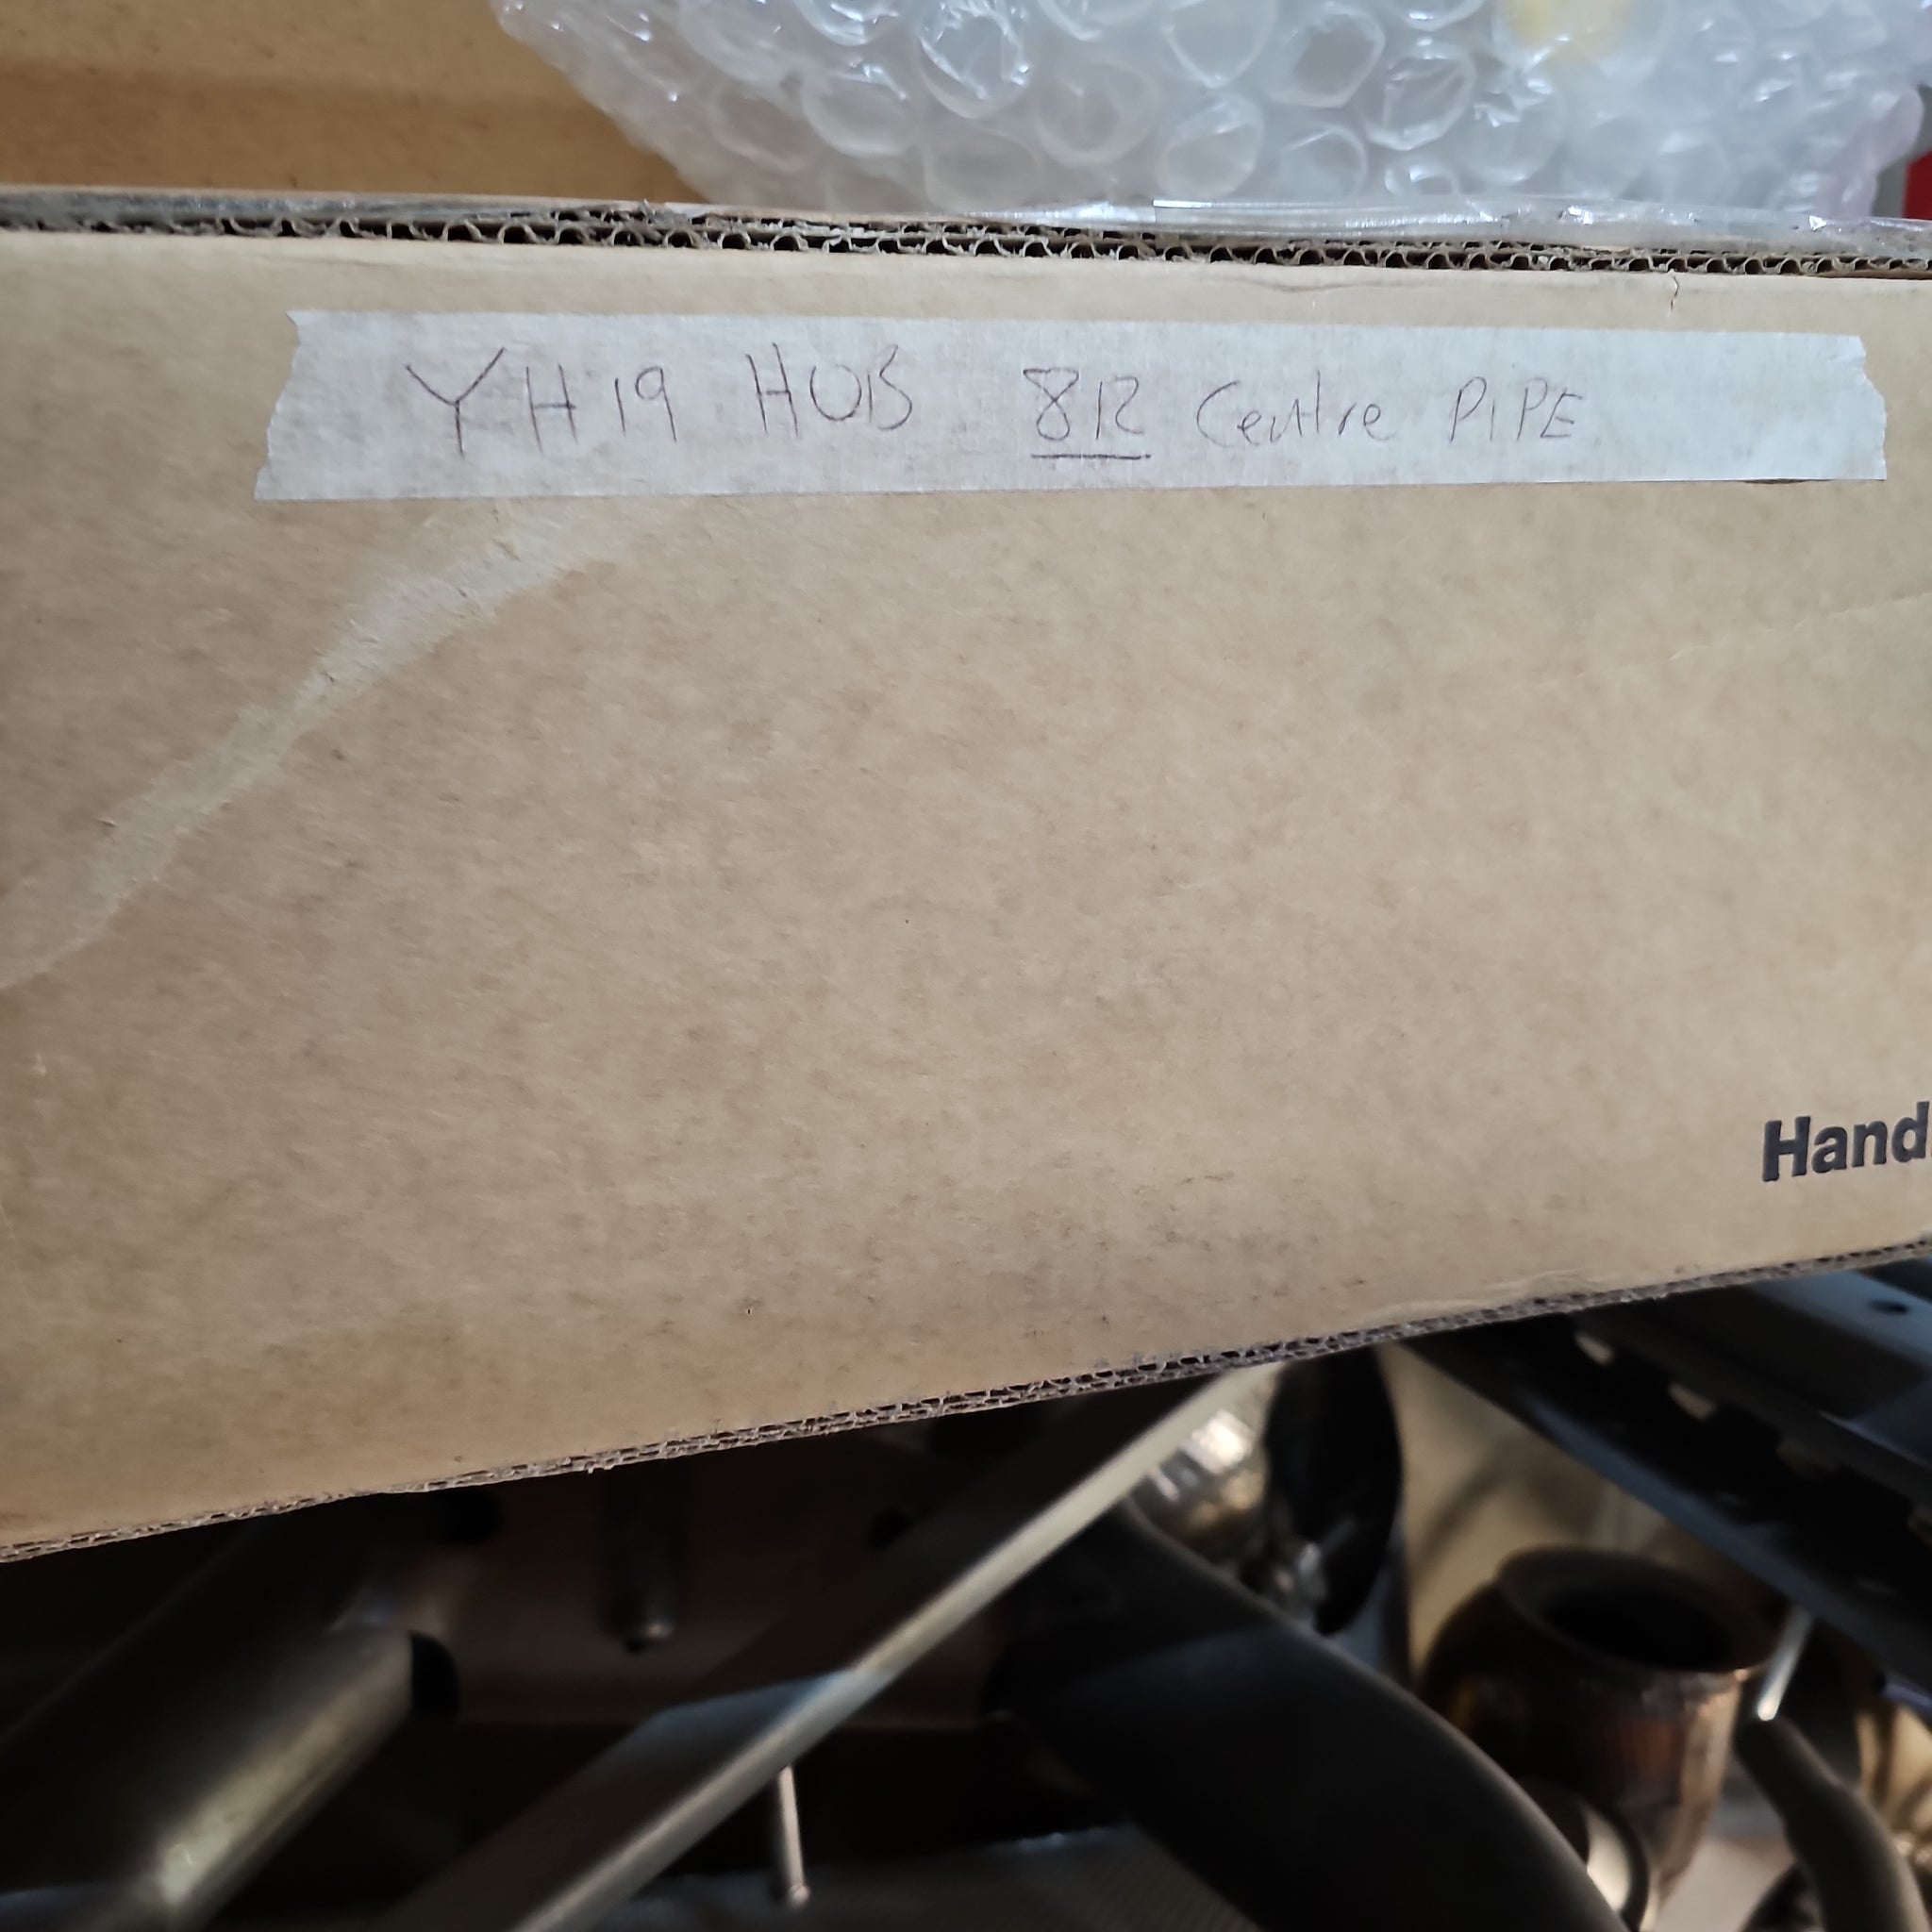 YH19 HUB 812 Centre PIPE
Hand